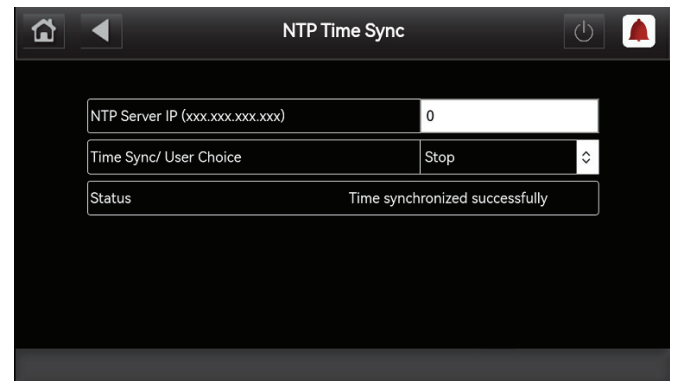 NTP Time Sync
NTP Server IP (xxx.xxx.xxx.xxx) 0
Time Sync/ User Choice Stop
Status Time synchronized successfully